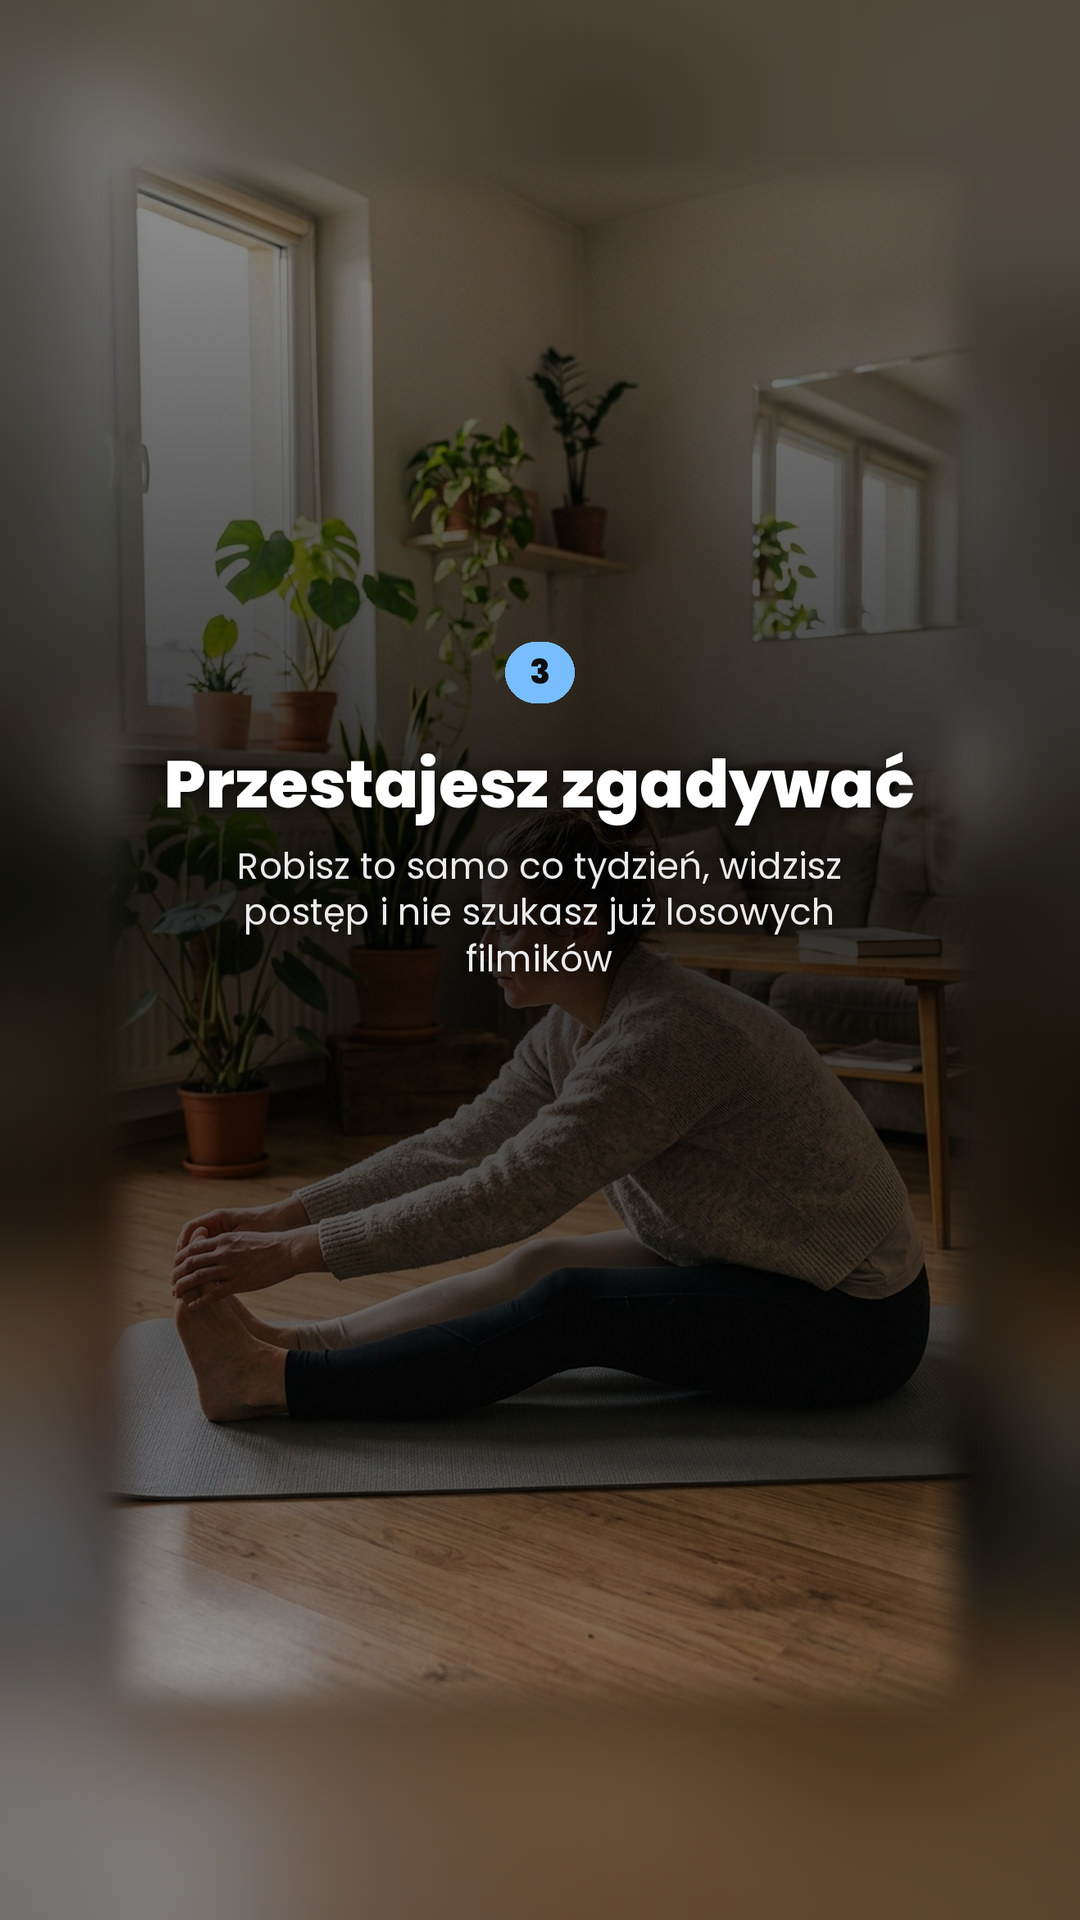 3
Przestajesz zgadywać
Robisz to samo co tydzień, widzisz
postęp i nie szukasz już losowych
filmików